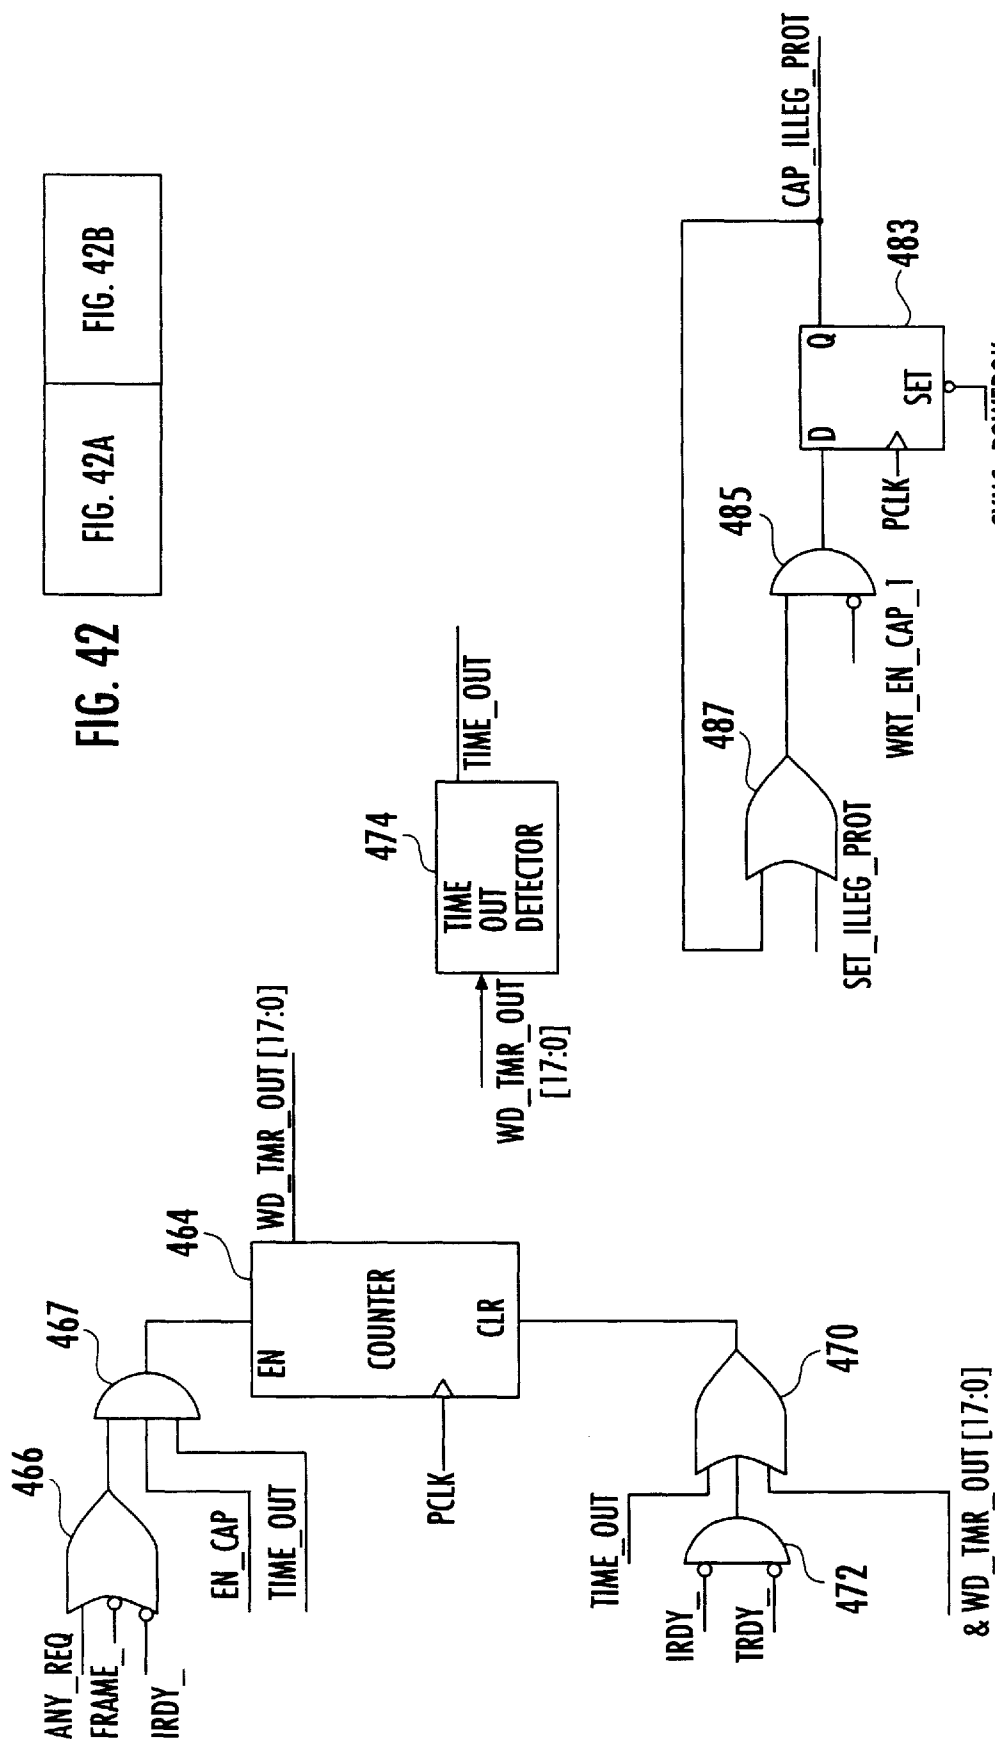 FIG. 42
FIG. 42A
FIG. 42B
ANY_REQ
FRAME_
IRDY_
466
467
EN_CAP
TIME_OUT
464
EN
COUNTER
CLR
PCLK
WD_TMR_OUT [17:0]
TIME_OUT
IRDY_
TRDY_
472
470
& WD_TMR_OUT [17:0]
WD_TMR_OUT
[17:0]
474
TIME
OUT
DETECTOR
TIME_OUT
SET_ILLEG_PROT
487
485
WRT_EN_CAP_1
D
Q
SET
PCLK
483
CAP_ILLEG_PROT